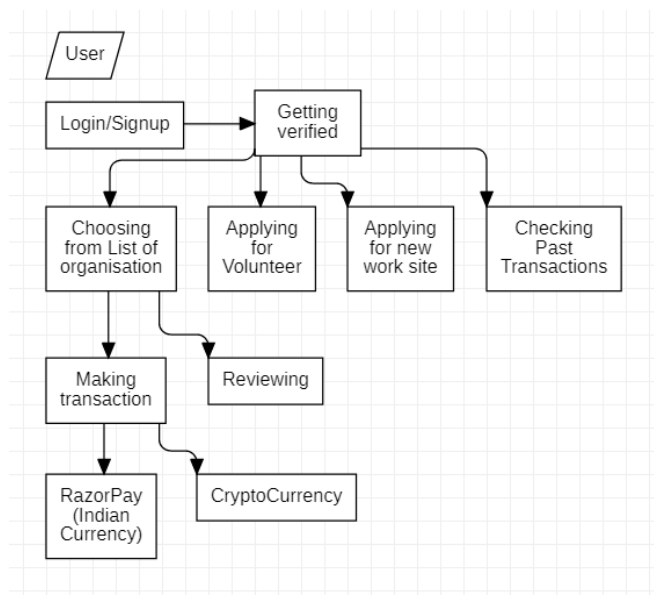 User
Login/Signup
Getting
verified
Choosing
from List of
organisation
Applying
for
Volunteer
Applying
for new
work site
Checking
Past
Transactions
Making
transaction
Reviewing
RazorPay
(Indian
Currency)
CryptoCurrency